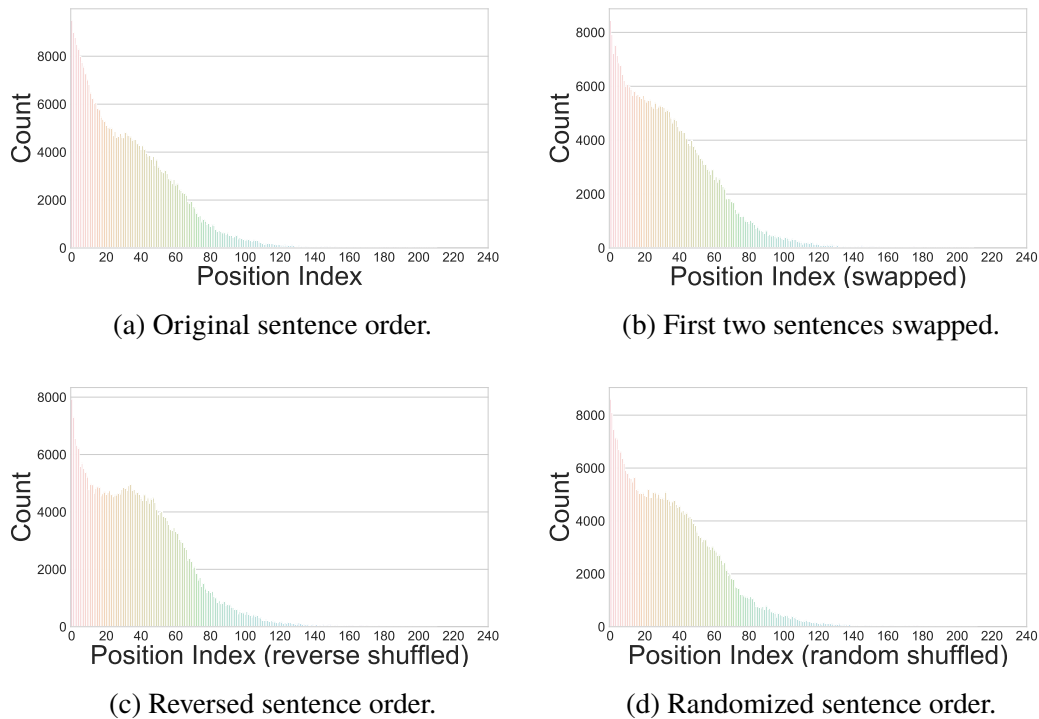 Count
8000
6000
4000
2000
0
0 20 40 60 80 100 120 140 160 180 200 220 240
Position Index
(a) Original sentence order.
Count
8000
6000
4000
2000
0
0 20 40 60 80 100 120 140 160 180 200 220 240
Position Index (swapped)
(b) First two sentences swapped.
Count
8000
6000
4000
2000
0
0 20 40 60 80 100 120 140 160 180 200 220 240
Position Index (reverse shuffled)
(c) Reversed sentence order.
Count
8000
6000
4000
2000
0
0 20 40 60 80 100 120 140 160 180 200 220 240
Position Index (random shuffled)
(d) Randomized sentence order.